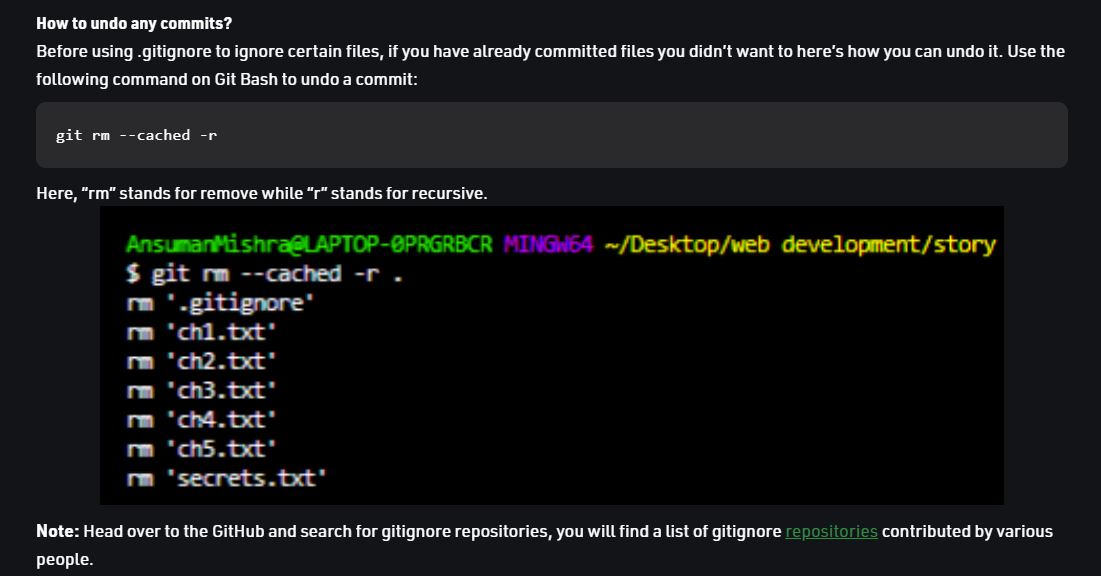 How to undo any commits?
Before using .gitignore to ignore certain files, if you have already committed files you didn't want to here's how you can undo it. Use the
following command on Git Bash to undo a commit:
git rm --cached -r
Here, "rm" stands for remove while "r" stands for recursive.
AnsumanMishra@LAPTOP-0PRGRBCR MINGW64 ~/Desktop/web development/story
$ git rm --cached -r .
rm '.gitignore'
rm 'ch1.txt'
rm 'ch2.txt'
rm 'ch3.txt'
rm 'ch4.txt'
rm 'ch5.txt'
rm 'secrets.txt'
Note: Head over to the GitHub and search for gitignore repositories, you will find a list of gitignore repositories contributed by various
people.